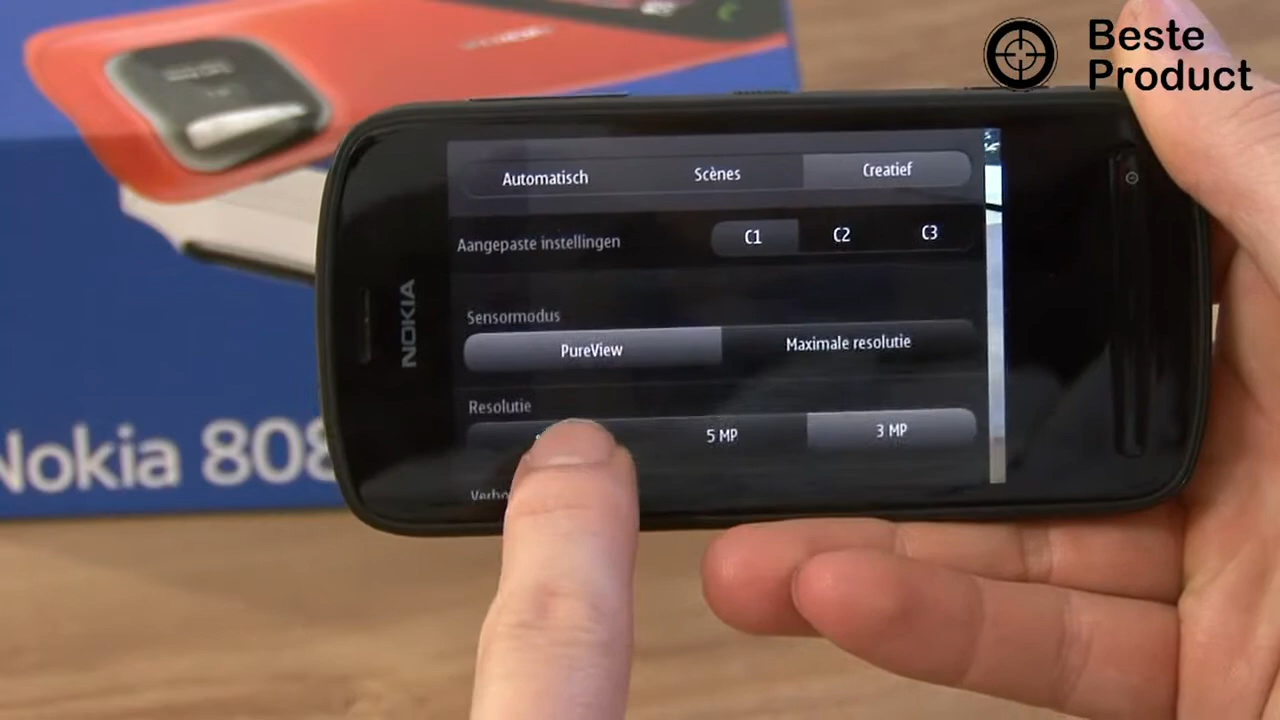 Beste
Product
Automatisch Scènes Creatief
Aangepaste instellingen C1 C2 C3
Sensormodus
PureView Maximale resolutie
Resolutie
5 MP 3 MP
NOKIA
Nokia 808